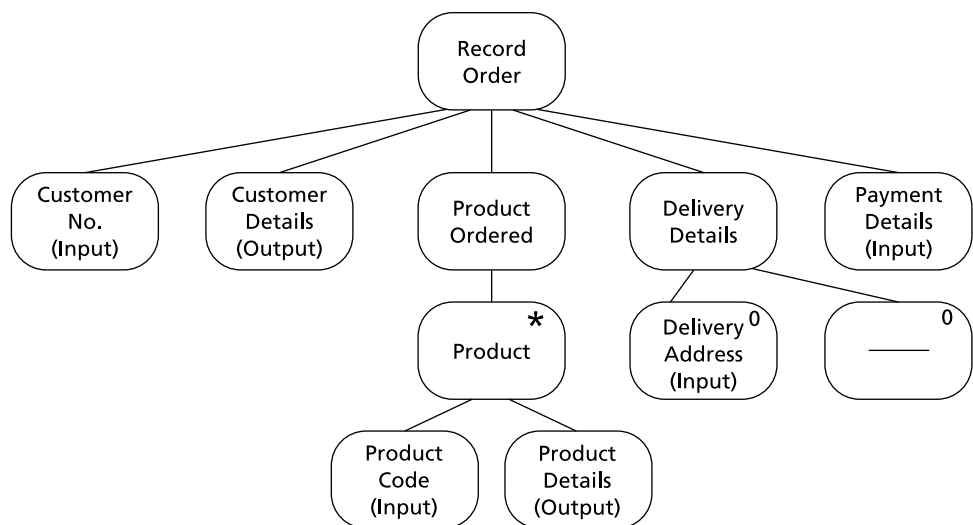 Record
Order
Customer
No.
(Input)
Customer
Details
(Output)
Product
Ordered
Delivery
Details
Payment
Details
(Input)
*
Product
0
Delivery
Address
(Input)
0
Product
Code
(Input)
Product
Details
(Output)